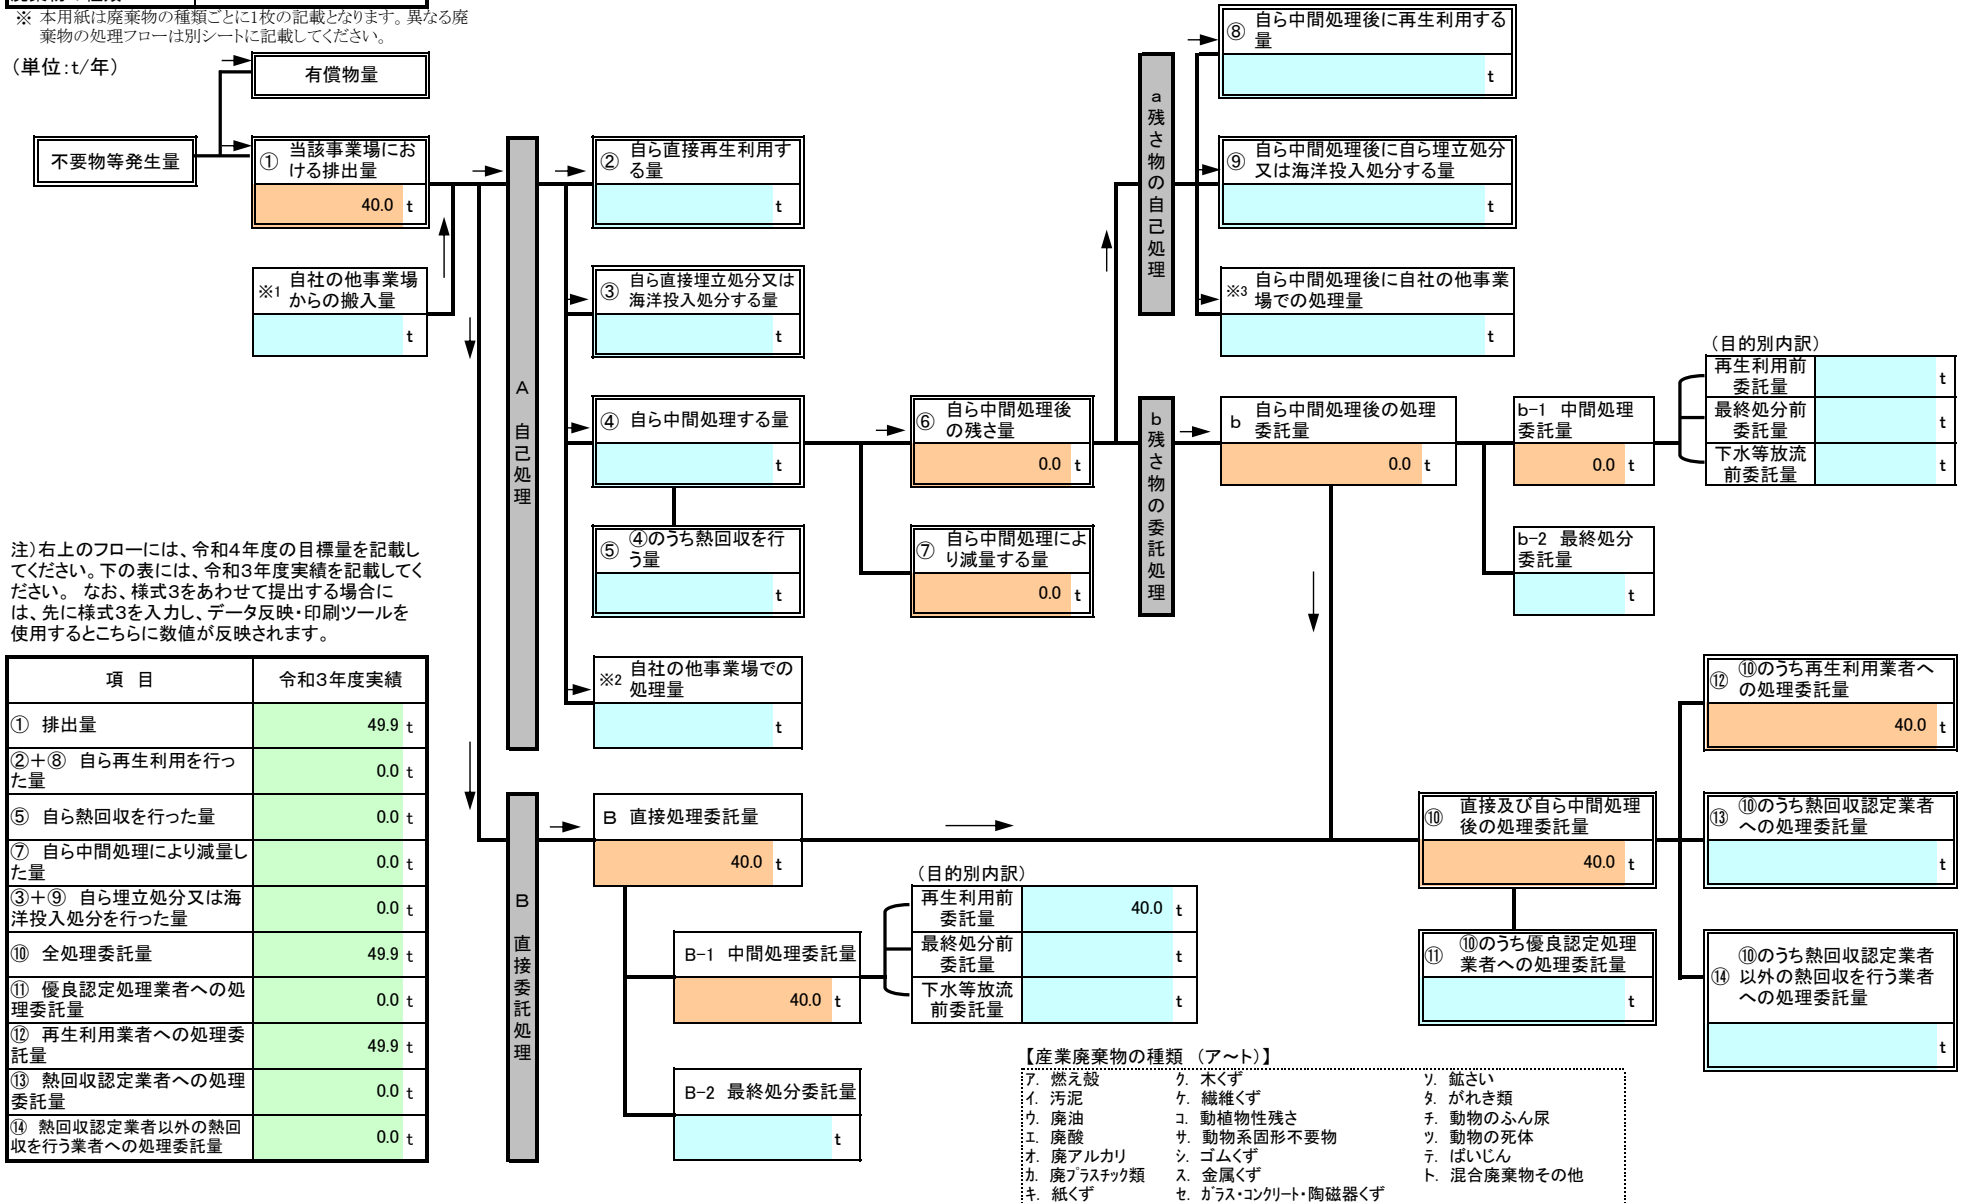 ※ 本用紙は廃棄物の種類ごとに1枚の記載となります。異なる廃
棄物の処理フローは別シートに記載してください。
(単位:t/年)
有償物量
不要物等発生量
① 当該事業場にお
ける排出量
40.0 t
※1 自社の他事業場
からの搬入量
t
A 自己処理
② 自ら直接再生利用す
る量
t
③ 自ら直接埋立処分又は
海洋投入処分する量
t
④ 自ら中間処理する量
t
⑤ ④のうち熱回収を行
う量
t
※2 自社の他事業場での
処理量
t
⑥ 自ら中間処理後
の残さ量
0.0 t
⑦ 自ら中間処理によ
り減量する量
0.0 t
a 残さ物の自己処理
⑧ 自ら中間処理後に再生利用する
量
t
⑨ 自ら中間処理後に自ら埋立処分
又は海洋投入処分する量
t
※3 自ら中間処理後に自社の他事業
場での処理量
t
b 残さ物の委託処理
b 自ら中間処理後の処理
委託量
0.0 t
b-1 中間処理
委託量
0.0 t
(目的別内訳)
再生利用前
委託量
t
最終処分前
委託量
t
下水等放流
前委託量
t
b-2 最終処分
委託量
t
注)右上のフローには、令和4年度の目標量を記載し
てください。下の表には、令和3年度実績を記載してく
ださい。 なお、様式3をあわせて提出する場合に
は、先に様式3を入力し、データ反映・印刷ツールを
使用するとこちらに数値が反映されます。
項 目 令和3年度実績
① 排出量 49.9 t
②+⑧ 自ら再生利用を行っ
た量 0.0 t
⑤ 自ら熱回収を行った量 0.0 t
⑦ 自ら中間処理により減量し
た量 0.0 t
③+⑨ 自ら埋立処分又は海
洋投入処分を行った量 0.0 t
⑩ 全処理委託量 49.9 t
⑪ 優良認定処理業者への処
理委託量 0.0 t
⑫ 再生利用業者への処理委
託量 49.9 t
⑬ 熱回収認定業者への処理
委託量 0.0 t
⑭ 熱回収認定業者以外の熱回
収を行う業者への処理委託量 0.0 t
B 直接委託処理
B 直接処理委託量
40.0 t
B-1 中間処理委託量
40.0 t
(目的別内訳)
再生利用前
委託量
40.0 t
最終処分前
委託量
t
下水等放流
前委託量
t
B-2 最終処分委託量
t
⑩ 直接及び自ら中間処理
後の処理委託量
40.0 t
⑪ ⑩のうち優良認定処理
業者への処理委託量
t
⑫ ⑩のうち再生利用業者へ
の処理委託量
40.0 t
⑬ ⑩のうち熱回収認定業者
への処理委託量
t
⑭ ⑩のうち熱回収認定業者
以外の熱回収を行う業者
への処理委託量
t
【産業廃棄物の種類 (ア~ト)】
ア. 燃え殻 ク. 木くず ソ. 鉱さい
イ. 汚泥 ケ. 繊維くず タ. がれき類
ウ. 廃油 コ. 動植物性残さ チ. 動物のふん尿
エ. 廃酸 サ. 動物系固形不要物 ツ. 動物の死体
オ. 廃アルカリ シ. ゴムくず テ. ばいじん
カ. 廃プラスチック類 ス. 金属くず ト. 混合廃棄物その他
キ. 紙くず セ. ガラス・コンクリート・陶磁器くず